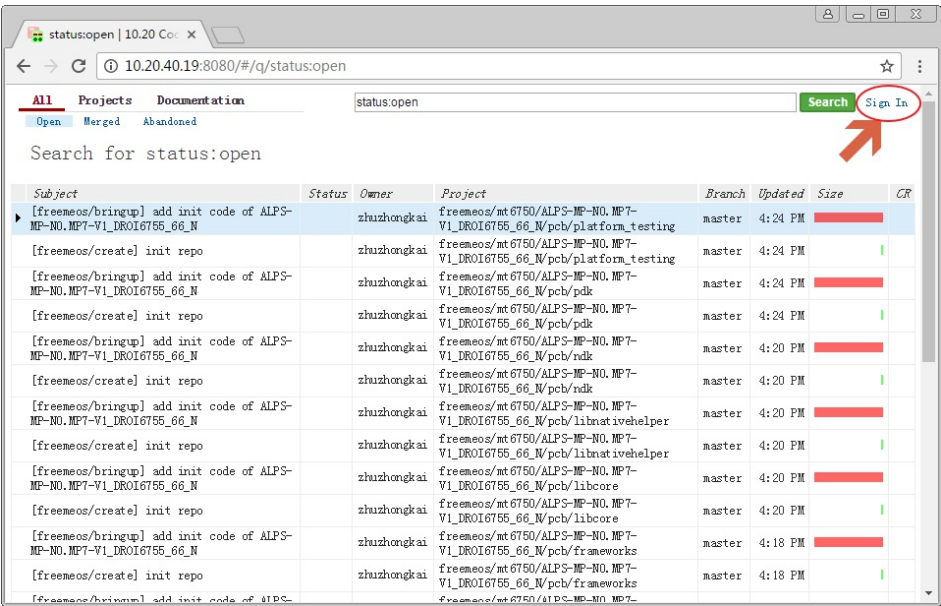 status:open | 10.20 Co
10.20.40.19:8080/#/q/status:open
All Projects Documentation status:open Search Sign In
Open Merged Abandoned
Search for status:open
Subject Status Owner Project Branch Updated Size CR
[freemeos/bringup] add init code of ALPS-MP-N0.MP7-V1_DROI6755_66_N zhuzhongkai freemeos/mt6750/ALPS-MP-N0.MP7-V1_DROI6755_66_N/pcb/platform_testing master 4:24 PM
[freemeos/create] init repo zhuzhongkai freemeos/mt6750/ALPS-MP-N0.MP7-V1_DROI6755_66_N/pcb/platform_testing master 4:24 PM
[freemeos/bringup] add init code of ALPS-MP-N0.MP7-V1_DROI6755_66_N zhuzhongkai freemeos/mt6750/ALPS-MP-N0.MP7-V1_DROI6755_66_N/pcb/pdk master 4:24 PM
[freemeos/create] init repo zhuzhongkai freemeos/mt6750/ALPS-MP-N0.MP7-V1_DROI6755_66_N/pcb/pdk master 4:24 PM
[freemeos/bringup] add init code of ALPS-MP-N0.MP7-V1_DROI6755_66_N zhuzhongkai freemeos/mt6750/ALPS-MP-N0.MP7-V1_DROI6755_66_N/pcb/ndk master 4:20 PM
[freemeos/create] init repo zhuzhongkai freemeos/mt6750/ALPS-MP-N0.MP7-V1_DROI6755_66_N/pcb/ndk master 4:20 PM
[freemeos/bringup] add init code of ALPS-MP-N0.MP7-V1_DROI6755_66_N zhuzhongkai freemeos/mt6750/ALPS-MP-N0.MP7-V1_DROI6755_66_N/pcb/libnativehelper master 4:20 PM
[freemeos/create] init repo zhuzhongkai freemeos/mt6750/ALPS-MP-N0.MP7-V1_DROI6755_66_N/pcb/libnativehelper master 4:20 PM
[freemeos/bringup] add init code of ALPS-MP-N0.MP7-V1_DROI6755_66_N zhuzhongkai freemeos/mt6750/ALPS-MP-N0.MP7-V1_DROI6755_66_N/pcb/libcore master 4:20 PM
[freemeos/create] init repo zhuzhongkai freemeos/mt6750/ALPS-MP-N0.MP7-V1_DROI6755_66_N/pcb/libcore master 4:20 PM
[freemeos/bringup] add init code of ALPS-MP-N0.MP7-V1_DROI6755_66_N zhuzhongkai freemeos/mt6750/ALPS-MP-N0.MP7-V1_DROI6755_66_N/pcb/frameworks master 4:18 PM
[freemeos/create] init repo zhuzhongkai freemeos/mt6750/ALPS-MP-N0.MP7-V1_DROI6755_66_N/pcb/frameworks master 4:18 PM
[freemeos/bringup] add init code of ALPS- freemeos/mt6750/ALPS-MP-N0.MP7-